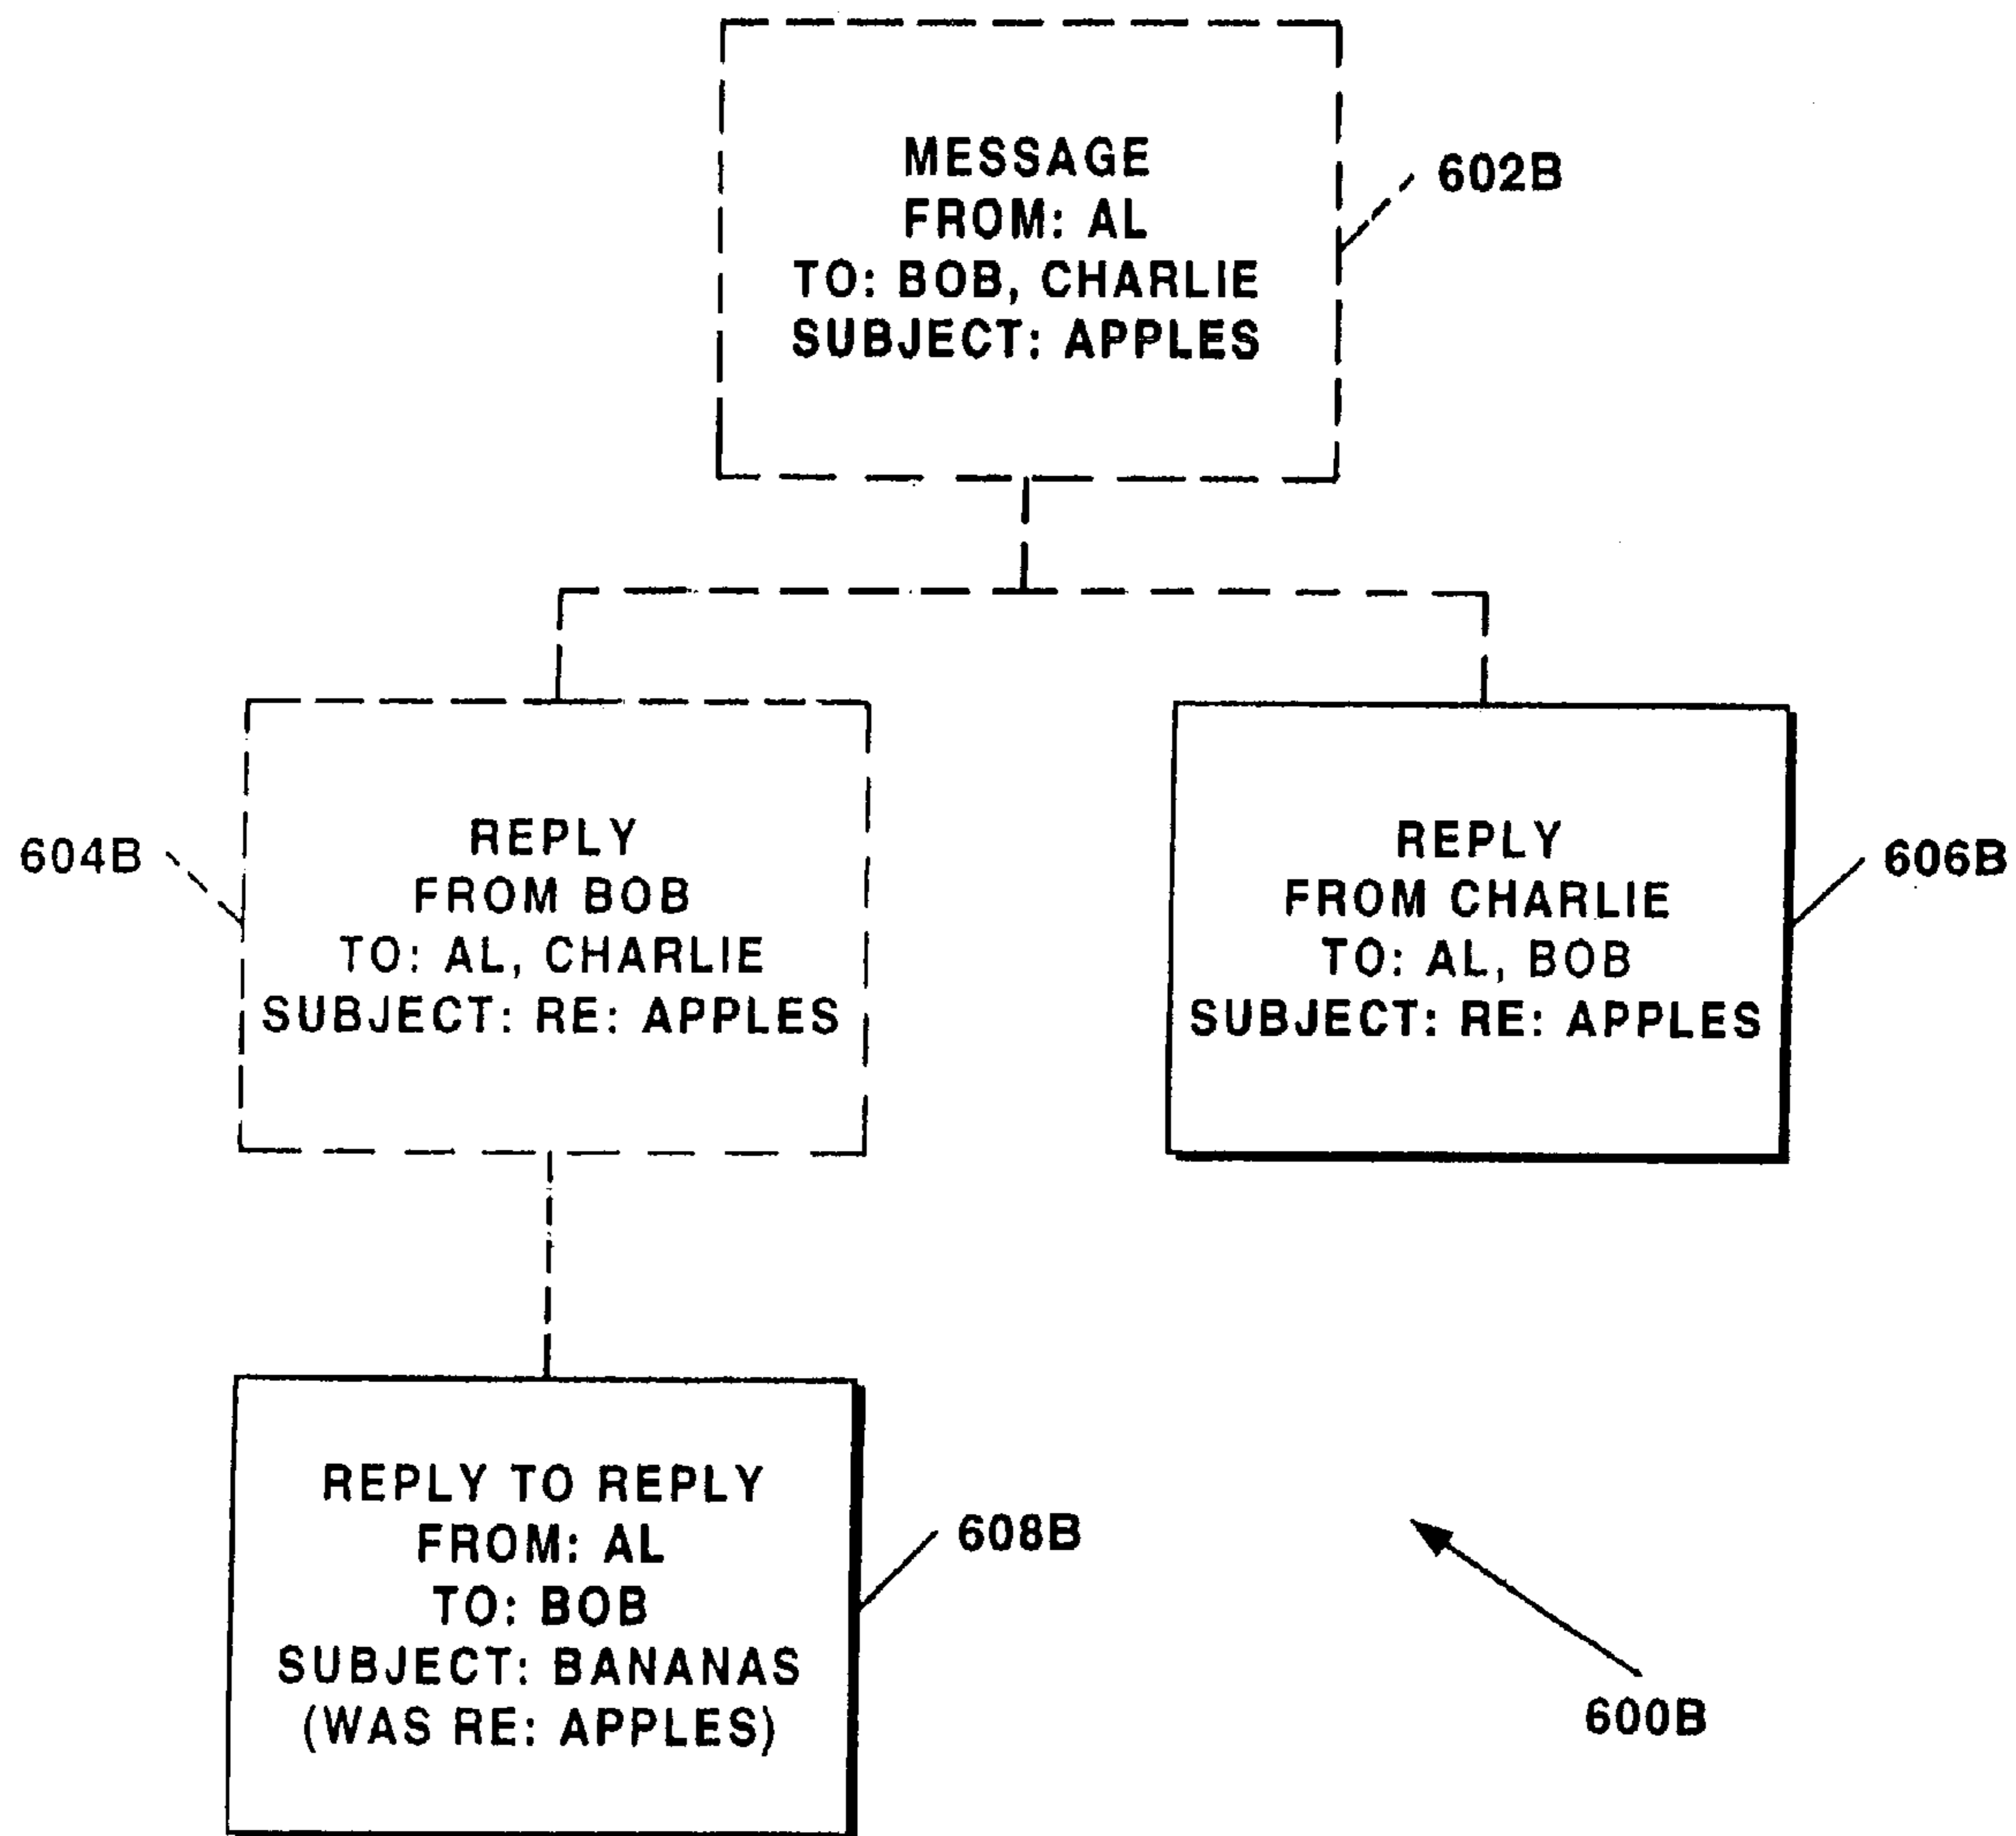 MESSAGE
FROM: AL
TO: BOB, CHARLIE
SUBJECT: APPLES
602B
604B
REPLY
FROM BOB
TO: AL, CHARLIE
SUBJECT: RE: APPLES
REPLY
FROM CHARLIE
TO: AL, BOB
SUBJECT: RE: APPLES
606B
REPLY TO REPLY
FROM: AL
TO: BOB
SUBJECT: BANANAS
(WAS RE: APPLES)
608B
600B